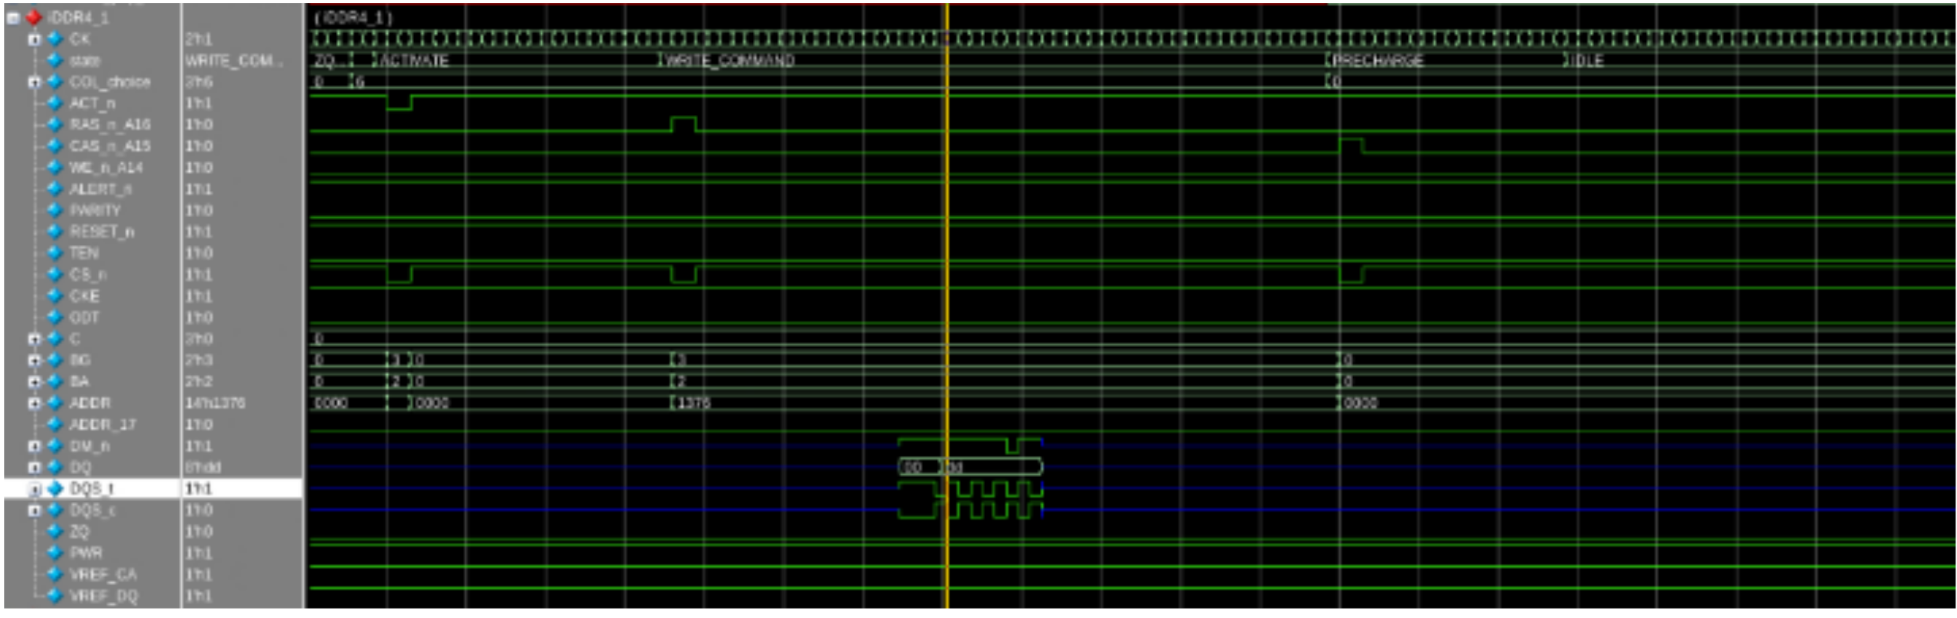 iDDR4_1 (iDDR4_1)
CK 2'h1
state WRITE_COM... ZQ... ACTIVATE WRITE_COMMAND PRECHARGE IDLE
COL_choice 3'h6 0 6 0
ACT_n 1'h1
RAS_n_A16 1'h0
CAS_n_A15 1'h0
WE_n_A14 1'h0
ALERT_n 1'h1
PARITY 1'h0
RESET_n 1'h1
TEN 1'h0
CS_n 1'h1
CKE 1'h1
ODT 1'h0
C 3'h0 0
BG 2'h3 0 3 0 3 0
BA 2'h2 0 2 0 2 0
ADDR 14'h1376 0000 0000 1376 0000
ADDR_17 1'h0
DM_n 1'h1
DQ 8'hdd 00 dd
DQS_t 1'h1
DQS_c 1'h0
ZQ 1'h0
PWR 1'h1
VREF_CA 1'h1
VREF_DQ 1'h1